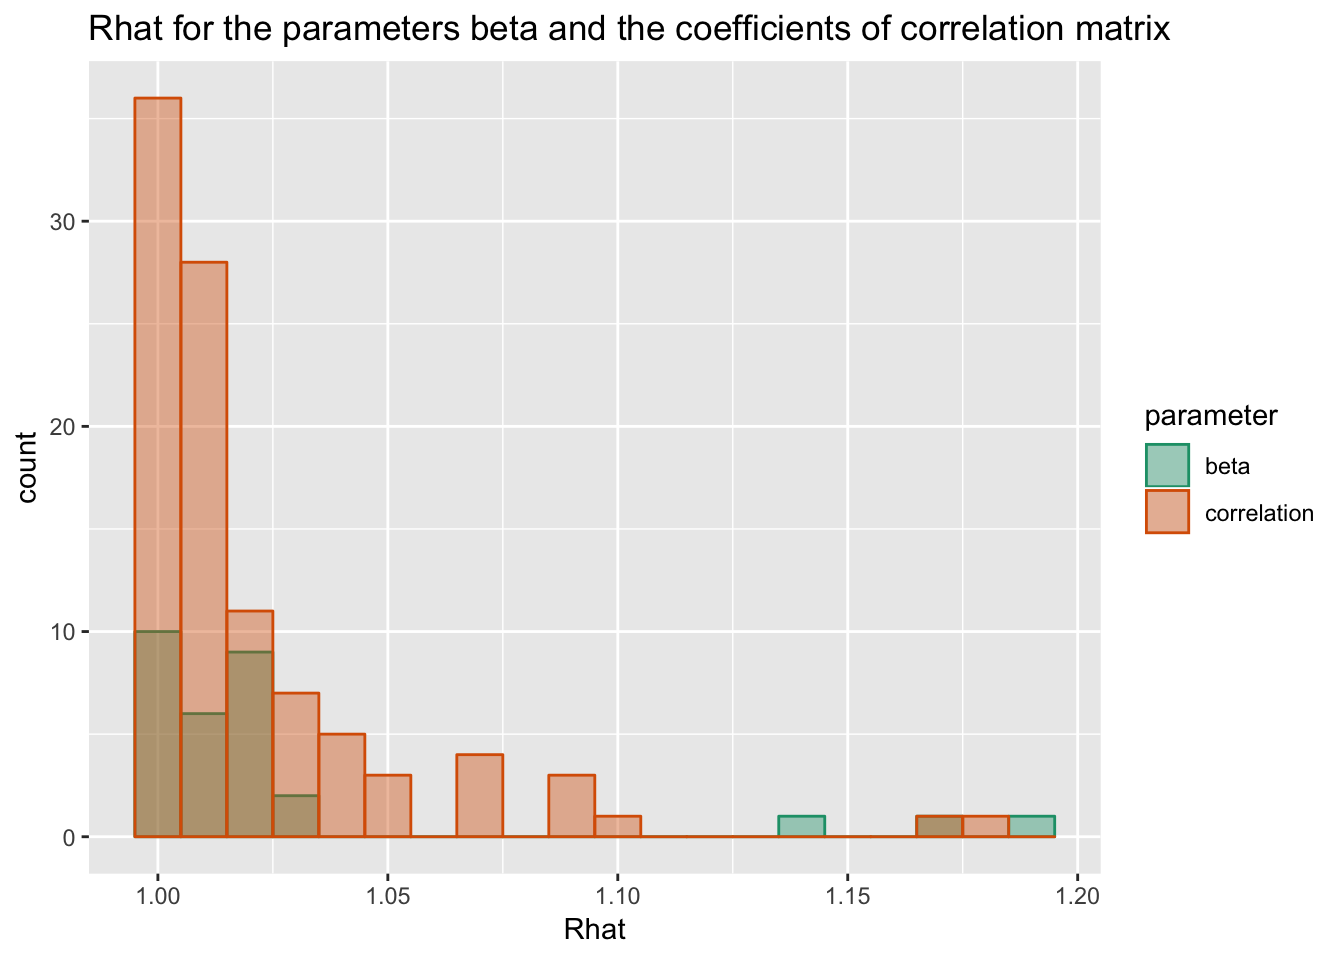 Rhat for the parameters beta and the coefficients of correlation matrix
count
30
20
10
0
1.00 1.05 1.10 1.15 1.20
Rhat
parameter
beta
correlation